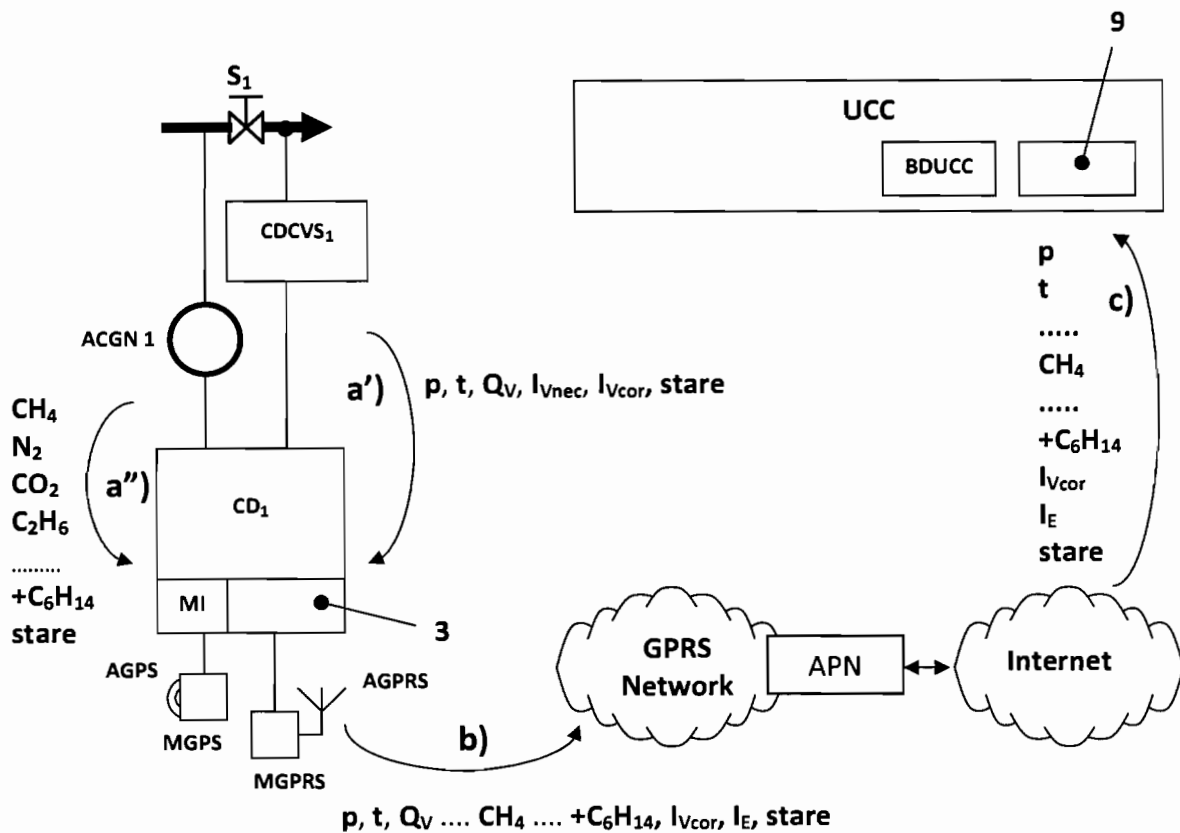 9
S₁
UCC
BDUCC
CDCVS₁
ACGN 1
a')
p, t, Q_V, I_Vnec, I_Vcor, stare
p
t
.....
CH₄
.....
+C₆H₁₄
I_Vcor
I_E
stare
c)
CH₄
N₂
CO₂
C₂H₆
.........
+C₆H₁₄
stare
a")
CD₁
MI
3
AGPS
MGPS
AGPRS
MGPRS
b)
GPRS
Network
APN
Internet
p, t, Q_V .... CH₄ .... +C₆H₁₄, I_Vcor, I_E, stare